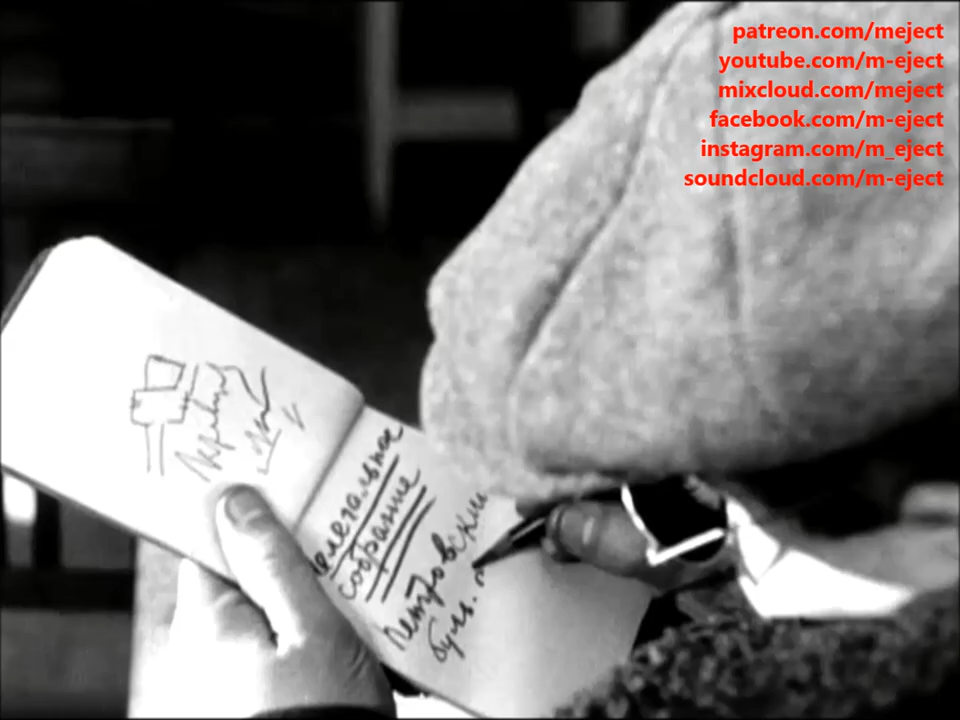 patreon.com/meject
youtube.com/m-eject
mixcloud.com/meject
facebook.com/m-eject
instagram.com/m_eject
soundcloud.com/m-eject
нелегальное
собрание
Петровский
буль.